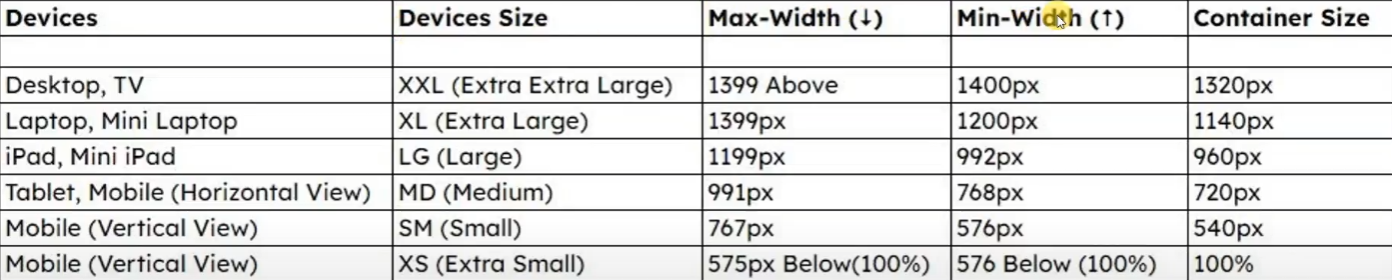 Devices Devices Size Max-Width (↓) Min-Width (↑) Container Size
Desktop, TV XXL (Extra Extra Large) 1399 Above 1400px 1320px
Laptop, Mini Laptop XL (Extra Large) 1399px 1200px 1140px
iPad, Mini iPad LG (Large) 1199px 992px 960px
Tablet, Mobile (Horizontal View) MD (Medium) 991px 768px 720px
Mobile (Vertical View) SM (Small) 767px 576px 540px
Mobile (Vertical View) XS (Extra Small) 575px Below(100%) 576 Below (100%) 100%